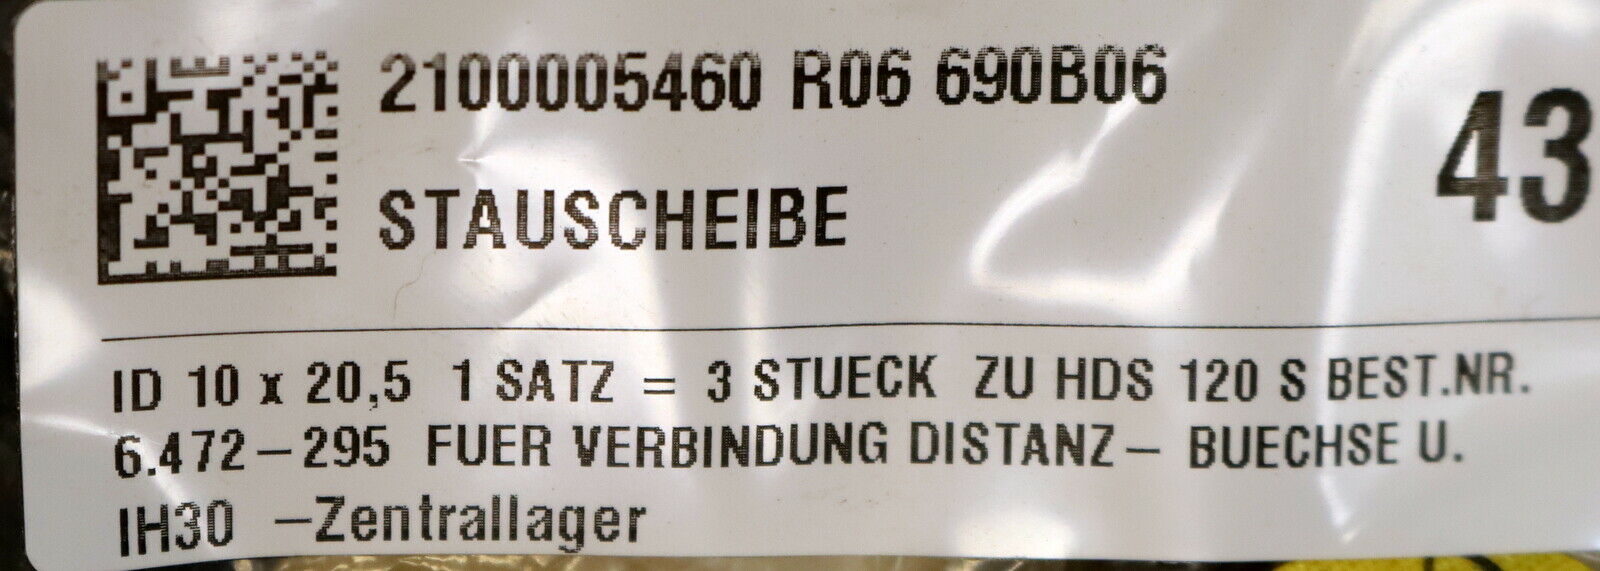 2100005460 R06 690B06
43
STAUSCHEIBE
ID 10 x 20,5 1 SATZ = 3 STUECK ZU HDS 120 S BEST.NR.
6.472-295 FUER VERBINDUNG DISTANZ- BUECHSE U.
IH30 -Zentrallager